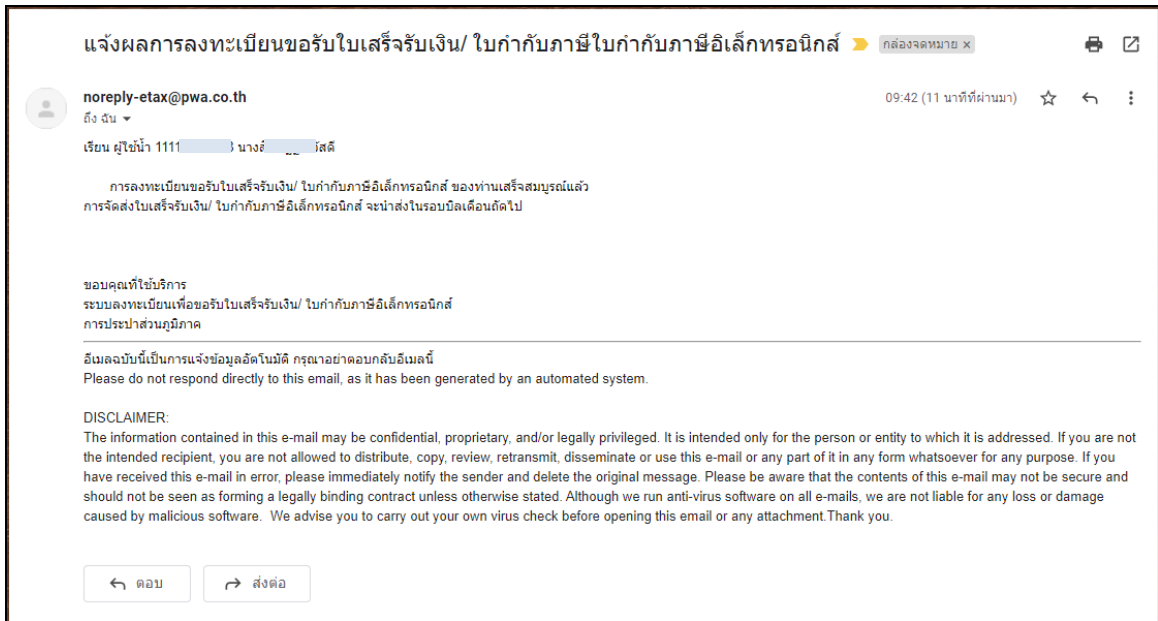 แจ้งผลการลงทะเบียนขอรับใบเสร็จรับเงิน/ ใบกำกับภาษีใบกำกับภาษีอิเล็กทรอนิกส์ กล่องจดหมาย ×
noreply-etax@pwa.co.th 09:42 (11 นาทีที่ผ่านมา)
ถึง ฉัน
เรียน ผู้ใช้น้ำ 1111 3 นางส วัสดี
การลงทะเบียนขอรับใบเสร็จรับเงิน/ ใบกำกับภาษีอิเล็กทรอนิกส์ ของท่านเสร็จสมบูรณ์แล้ว
การจัดส่งใบเสร็จรับเงิน/ ใบกำกับภาษีอิเล็กทรอนิกส์ จะนำส่งในรอบบิลเดือนถัดไป
ขอบคุณที่ใช้บริการ
ระบบลงทะเบียนเพื่อขอรับใบเสร็จรับเงิน/ ใบกำกับภาษีอิเล็กทรอนิกส์
การประปาส่วนภูมิภาค
อีเมลฉบับนี้เป็นการแจ้งข้อมูลอัตโนมัติ กรุณาอย่าตอบกลับอีเมลนี้
Please do not respond directly to this email, as it has been generated by an automated system.
DISCLAIMER:
The information contained in this e-mail may be confidential, proprietary, and/or legally privileged. It is intended only for the person or entity to which it is addressed. If you are not
the intended recipient, you are not allowed to distribute, copy, review, retransmit, disseminate or use this e-mail or any part of it in any form whatsoever for any purpose. If you
have received this e-mail in error, please immediately notify the sender and delete the original message. Please be aware that the contents of this e-mail may not be secure and
should not be seen as forming a legally binding contract unless otherwise stated. Although we run anti-virus software on all e-mails, we are not liable for any loss or damage
caused by malicious software.  We advise you to carry out your own virus check before opening this email or any attachment.Thank you.
ตอบ
ส่งต่อ